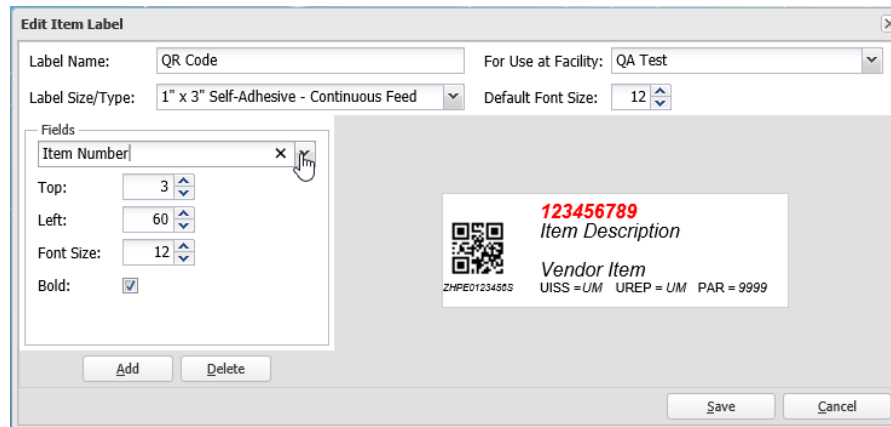 Edit Item Label
Label Name: QR Code For Use at Facility: QA Test
Label Size/Type: 1" x 3" Self-Adhesive - Continuous Feed Default Font Size: 12
Fields
Item Number
Top: 3
Left: 60
Font Size: 12
Bold:
123456789
Item Description
Vendor Item
ZHPE0123456S UISS =UM UREP = UM PAR = 9999
Add Delete
Save Cancel